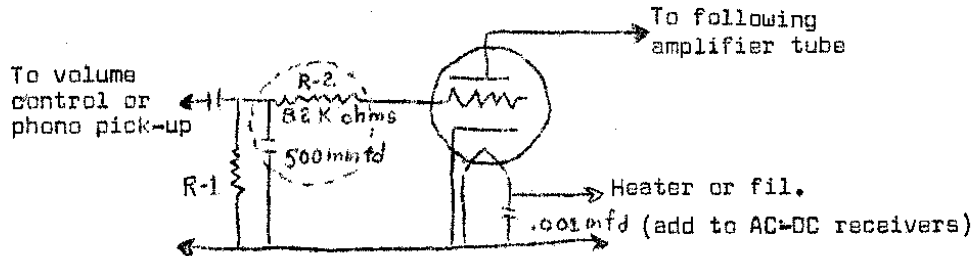 To following
amplifier tube
To volume
control or
phono pick-up
R-2.
82 K ohms
500 mmfd
R-1
Heater or fil.
.001 mfd (add to AC-DC receivers)